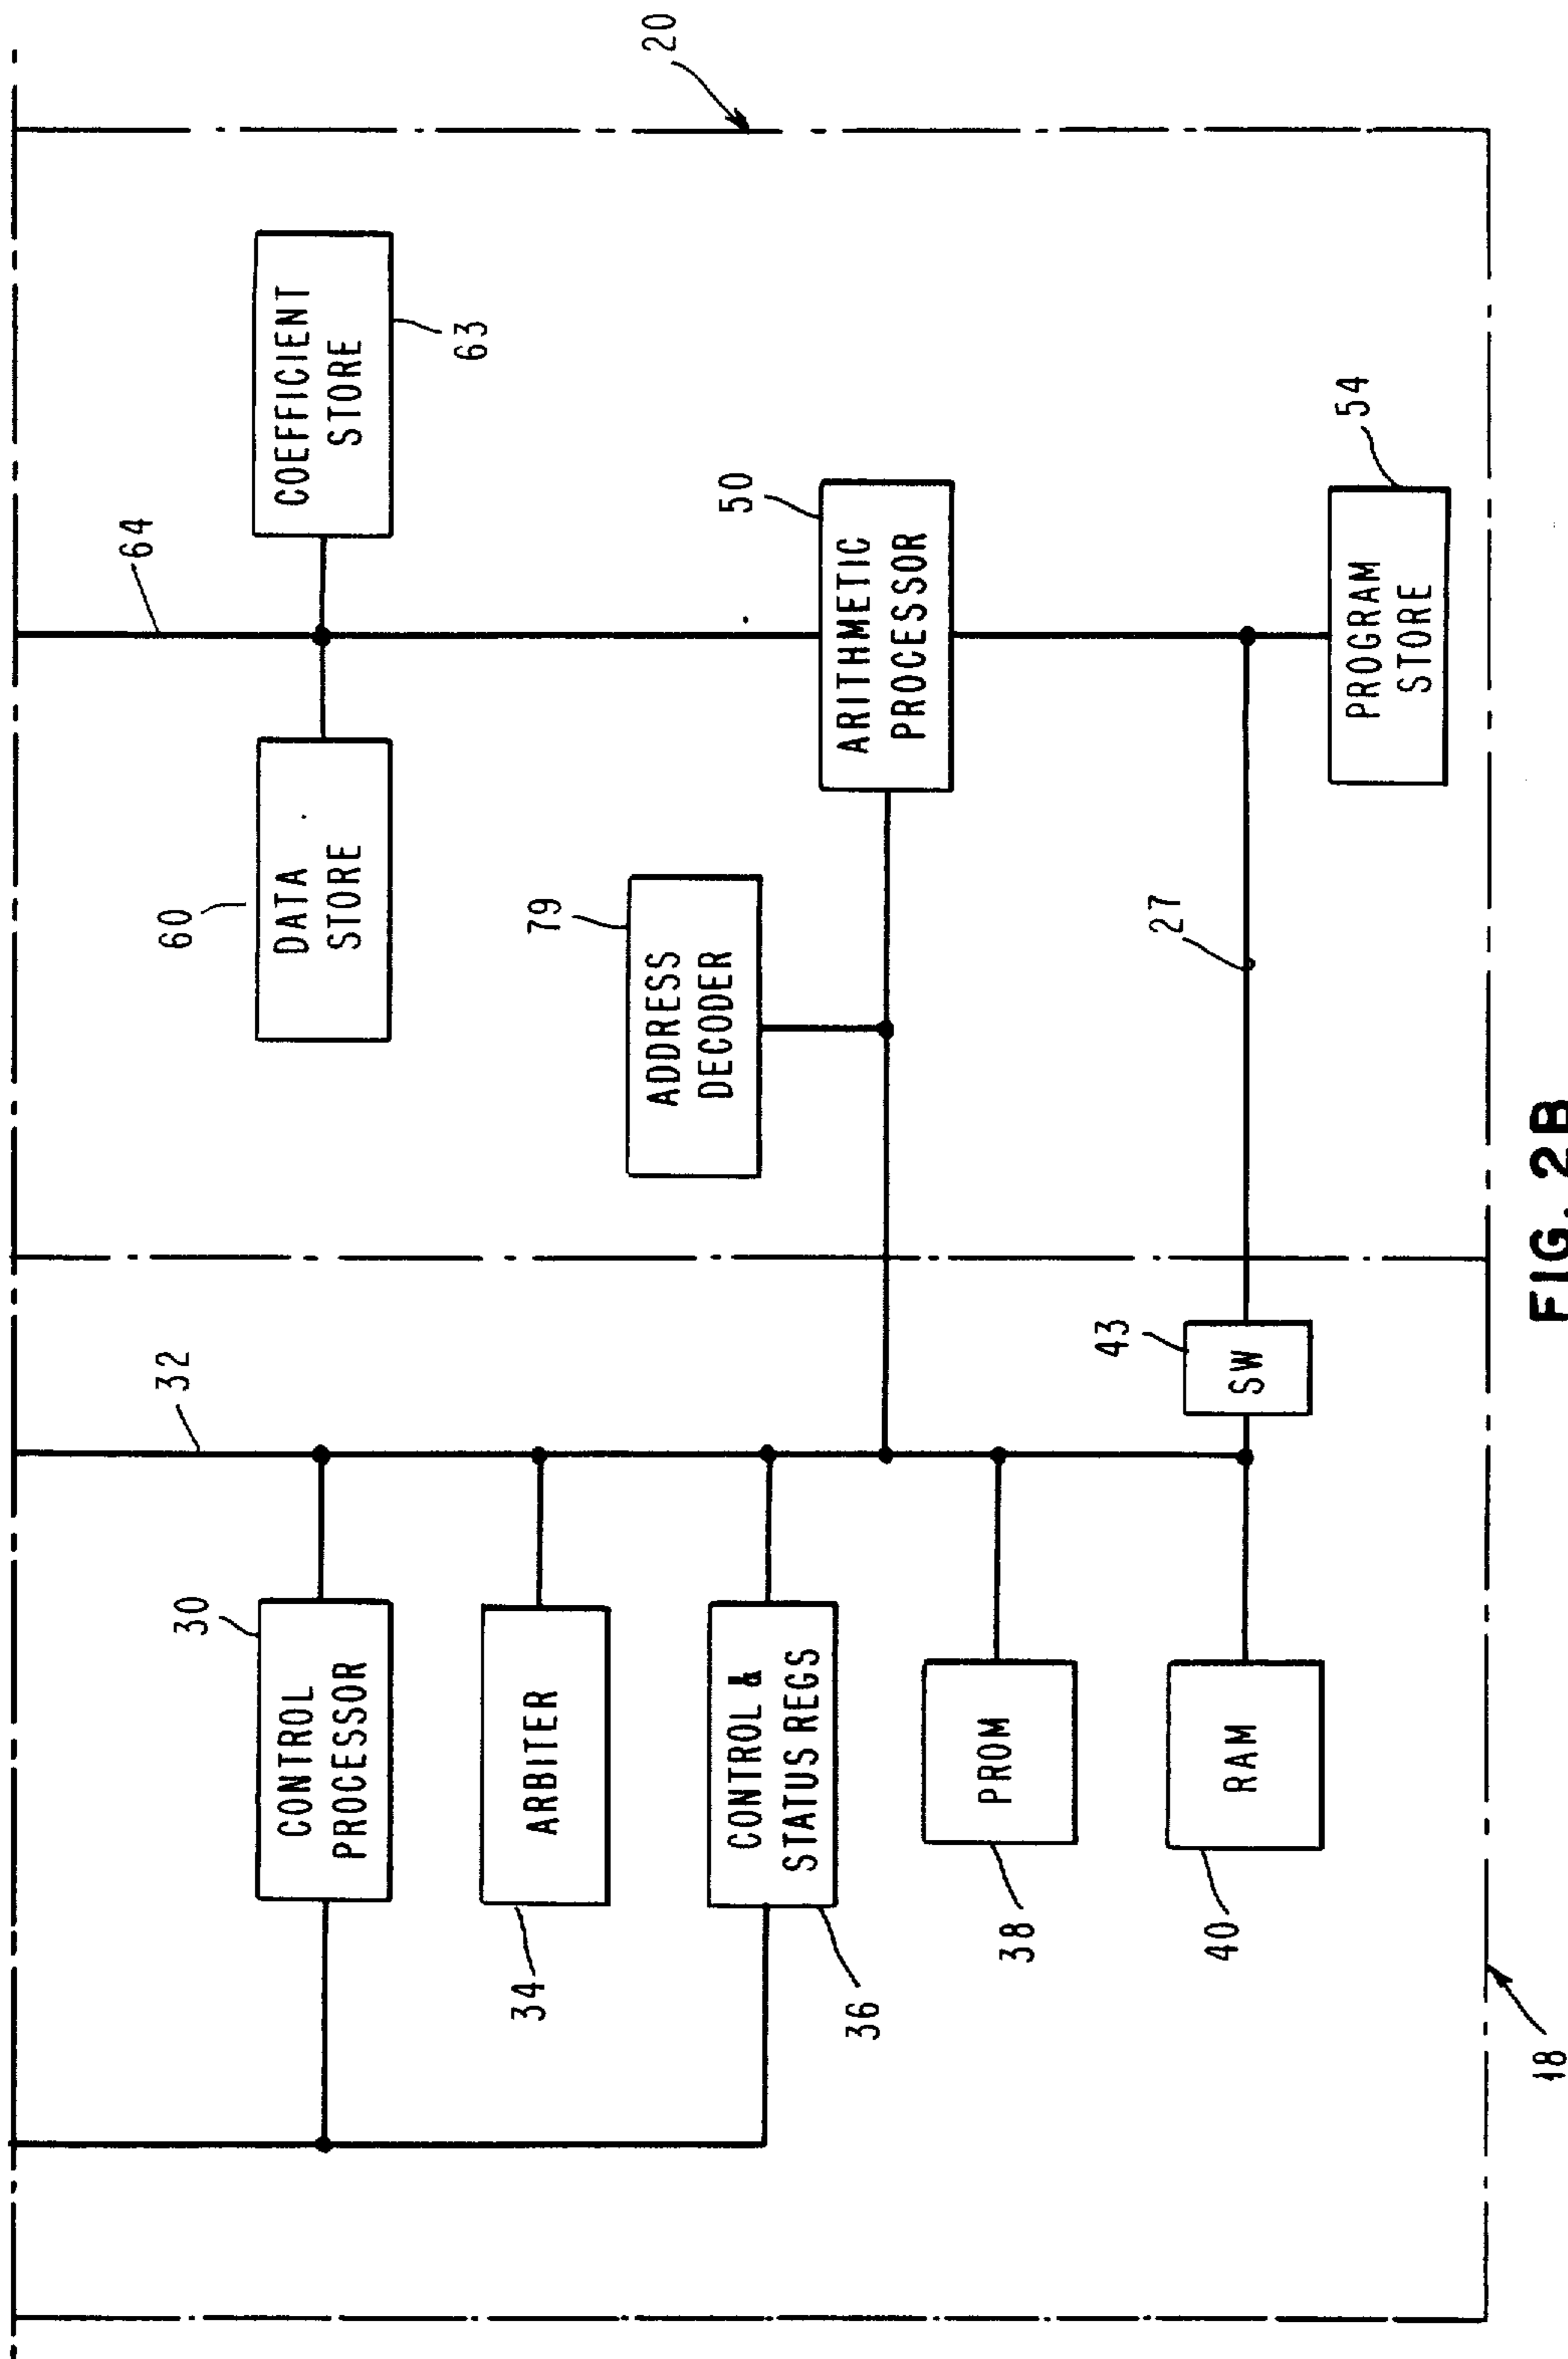 20
64
COEFFICIENT
STORE
63
60
DATA
STORE
50
ARITHMETIC
PROCESSOR
79
ADDRESS
DECODER
54
PROGRAM
STORE
27
32
43
SW
30
CONTROL
PROCESSOR
34
ARBITER
CONTROL &
STATUS REGS
36
PROM
38
RAM
40
18
FIG. 2B